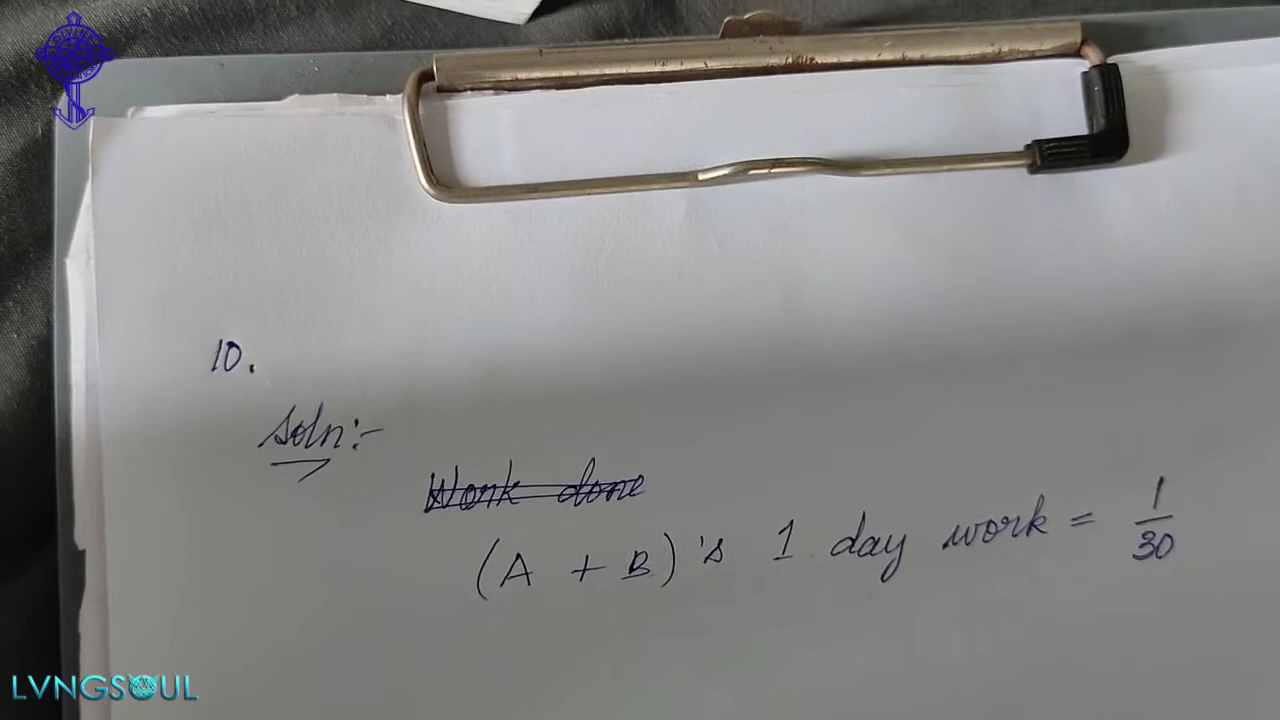 10.
Soln:-
Work done
(A + B)'s 1 day work = 1/30
LVNGSOUL